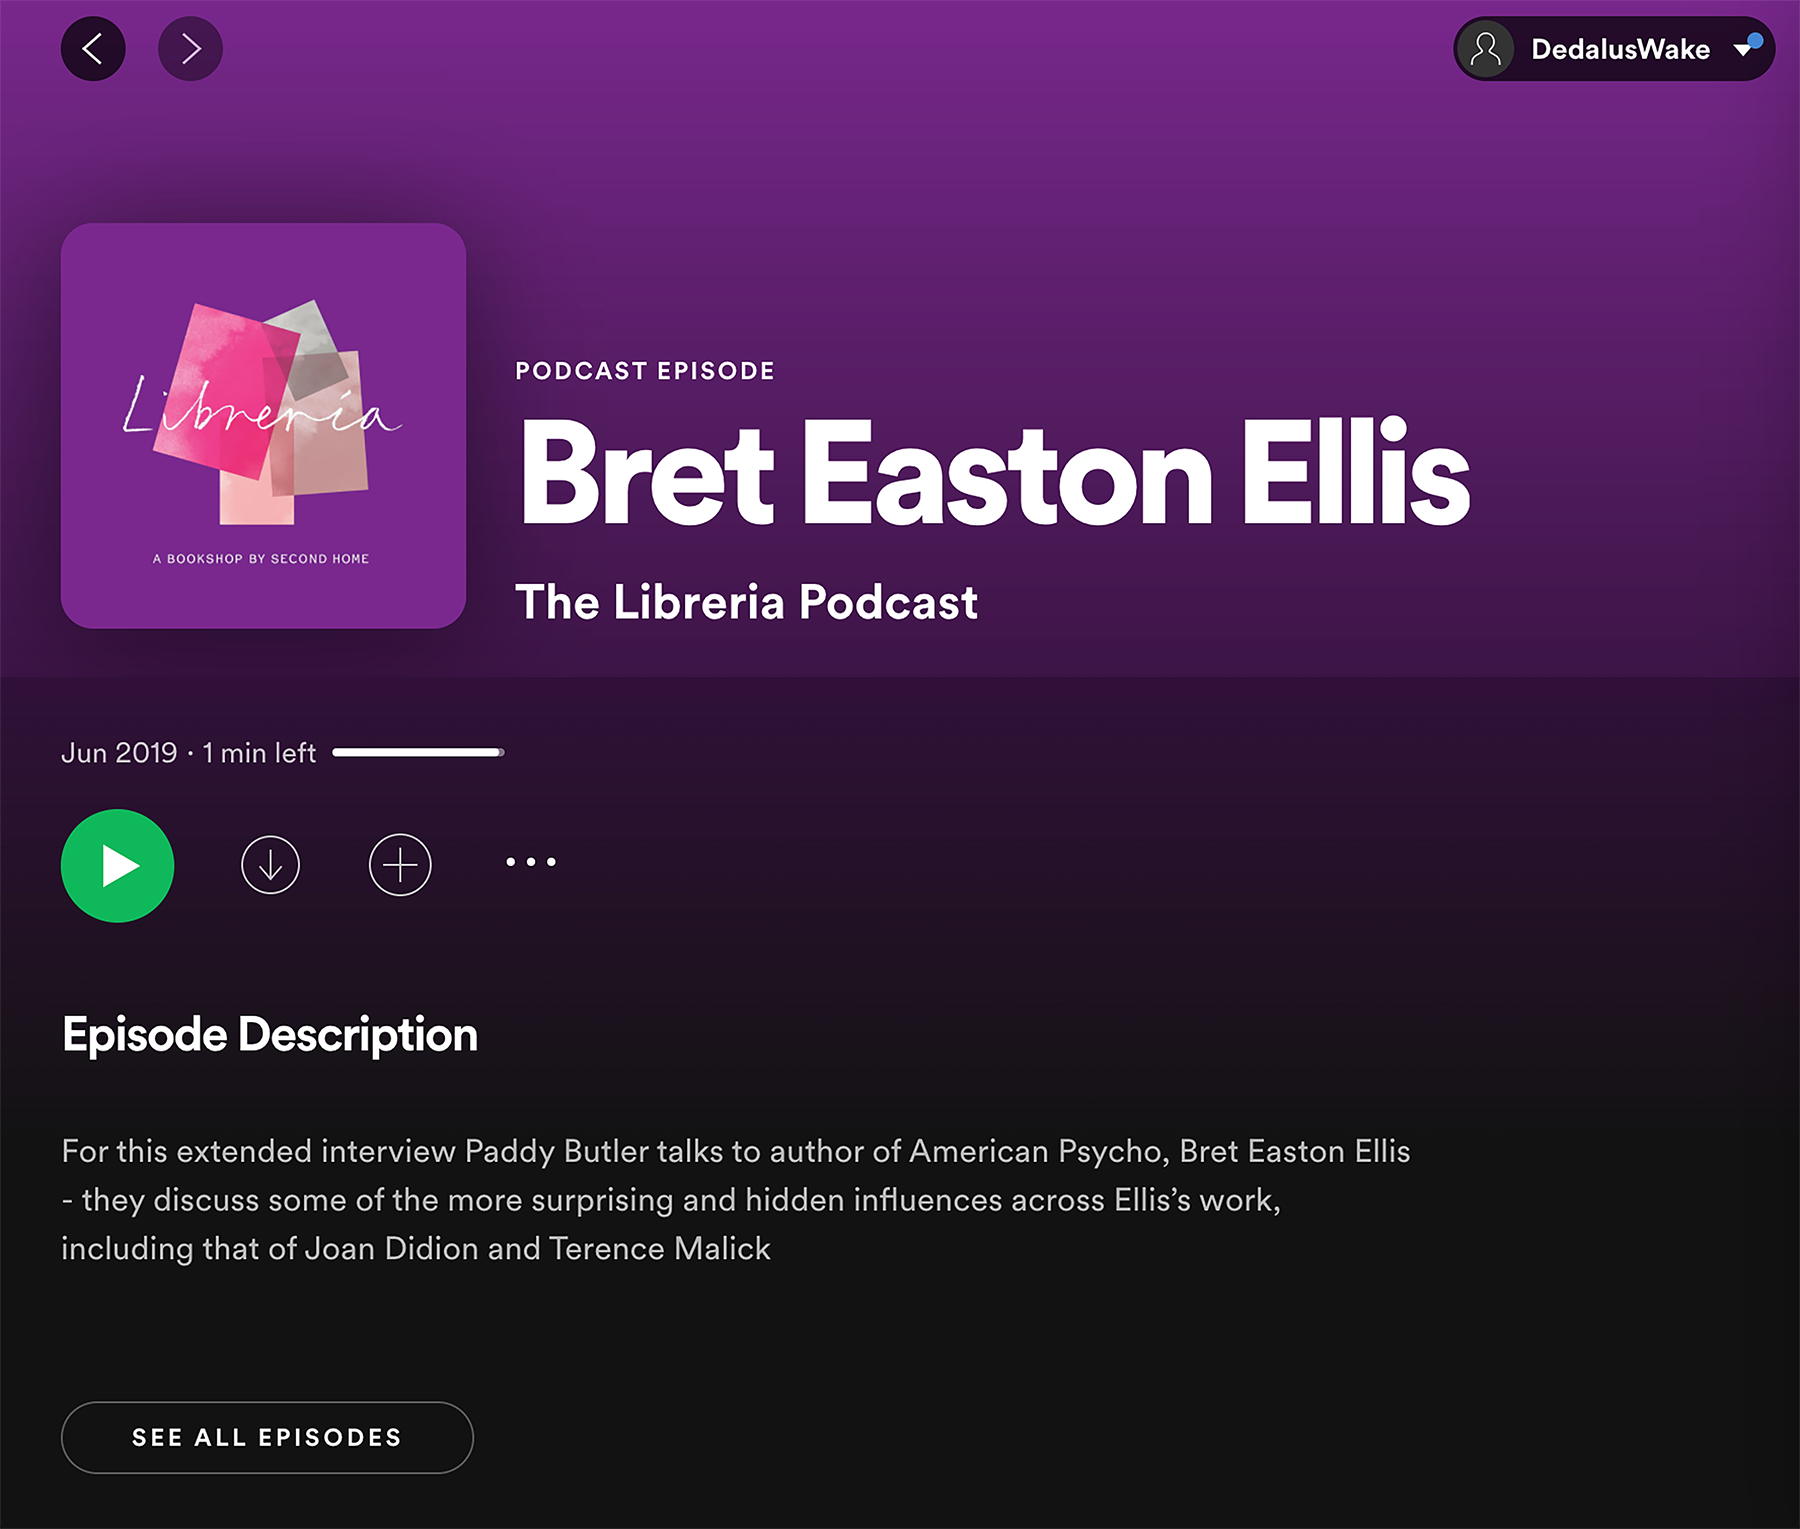 DedalusWake
Libreria
A BOOKSHOP BY SECOND HOME
PODCAST EPISODE
Bret Easton Ellis
The Libreria Podcast
Jun 2019 · 1 min left
Episode Description
For this extended interview Paddy Butler talks to author of American Psycho, Bret Easton Ellis
- they discuss some of the more surprising and hidden influences across Ellis’s work,
including that of Joan Didion and Terence Malick
SEE ALL EPISODES